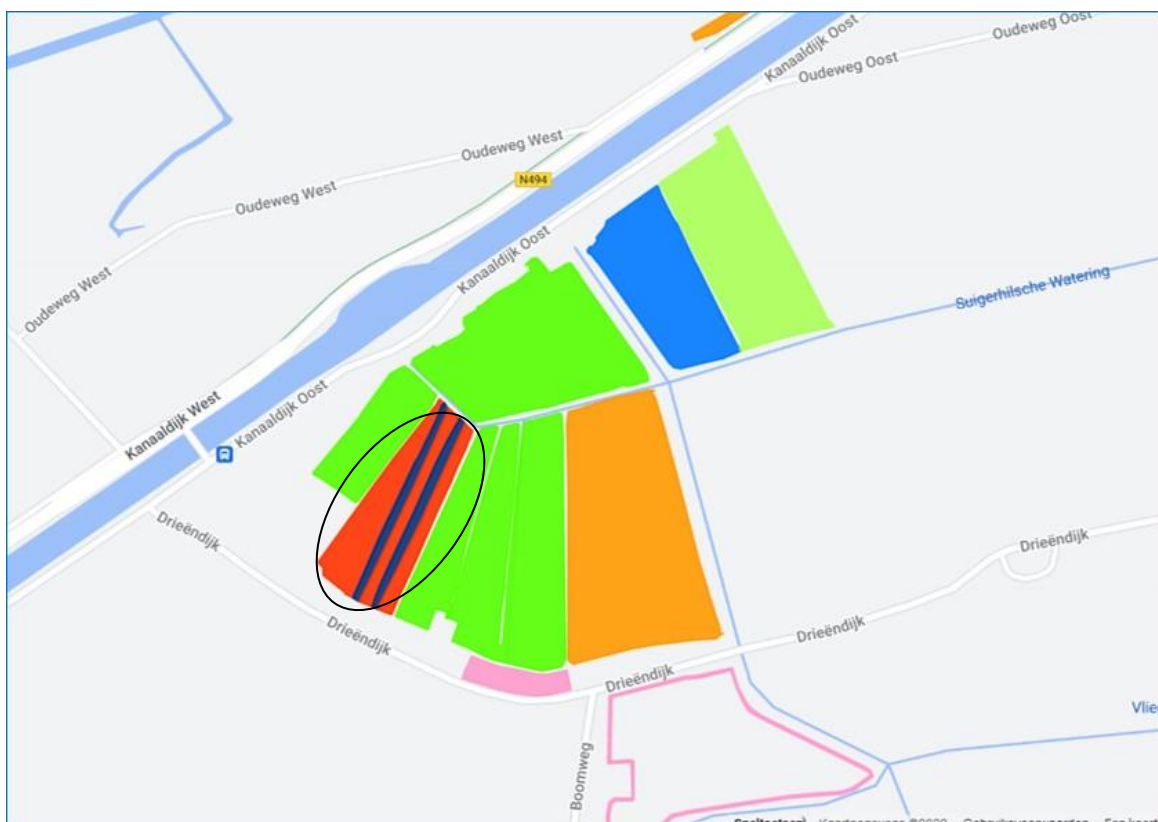 Oudeweg Oost
Kanaaldijk Oost
Oudeweg Oost
Oudeweg West
N494
Oudeweg West
Kanaaldijk Oost
Oudeweg West
Suigerhilsche Watering
Kanaaldijk West
Kanaaldijk Oost
Drieëndijk
Drieëndijk
Drieëndijk
Drieëndijk
Drieëndijk
Boomweg